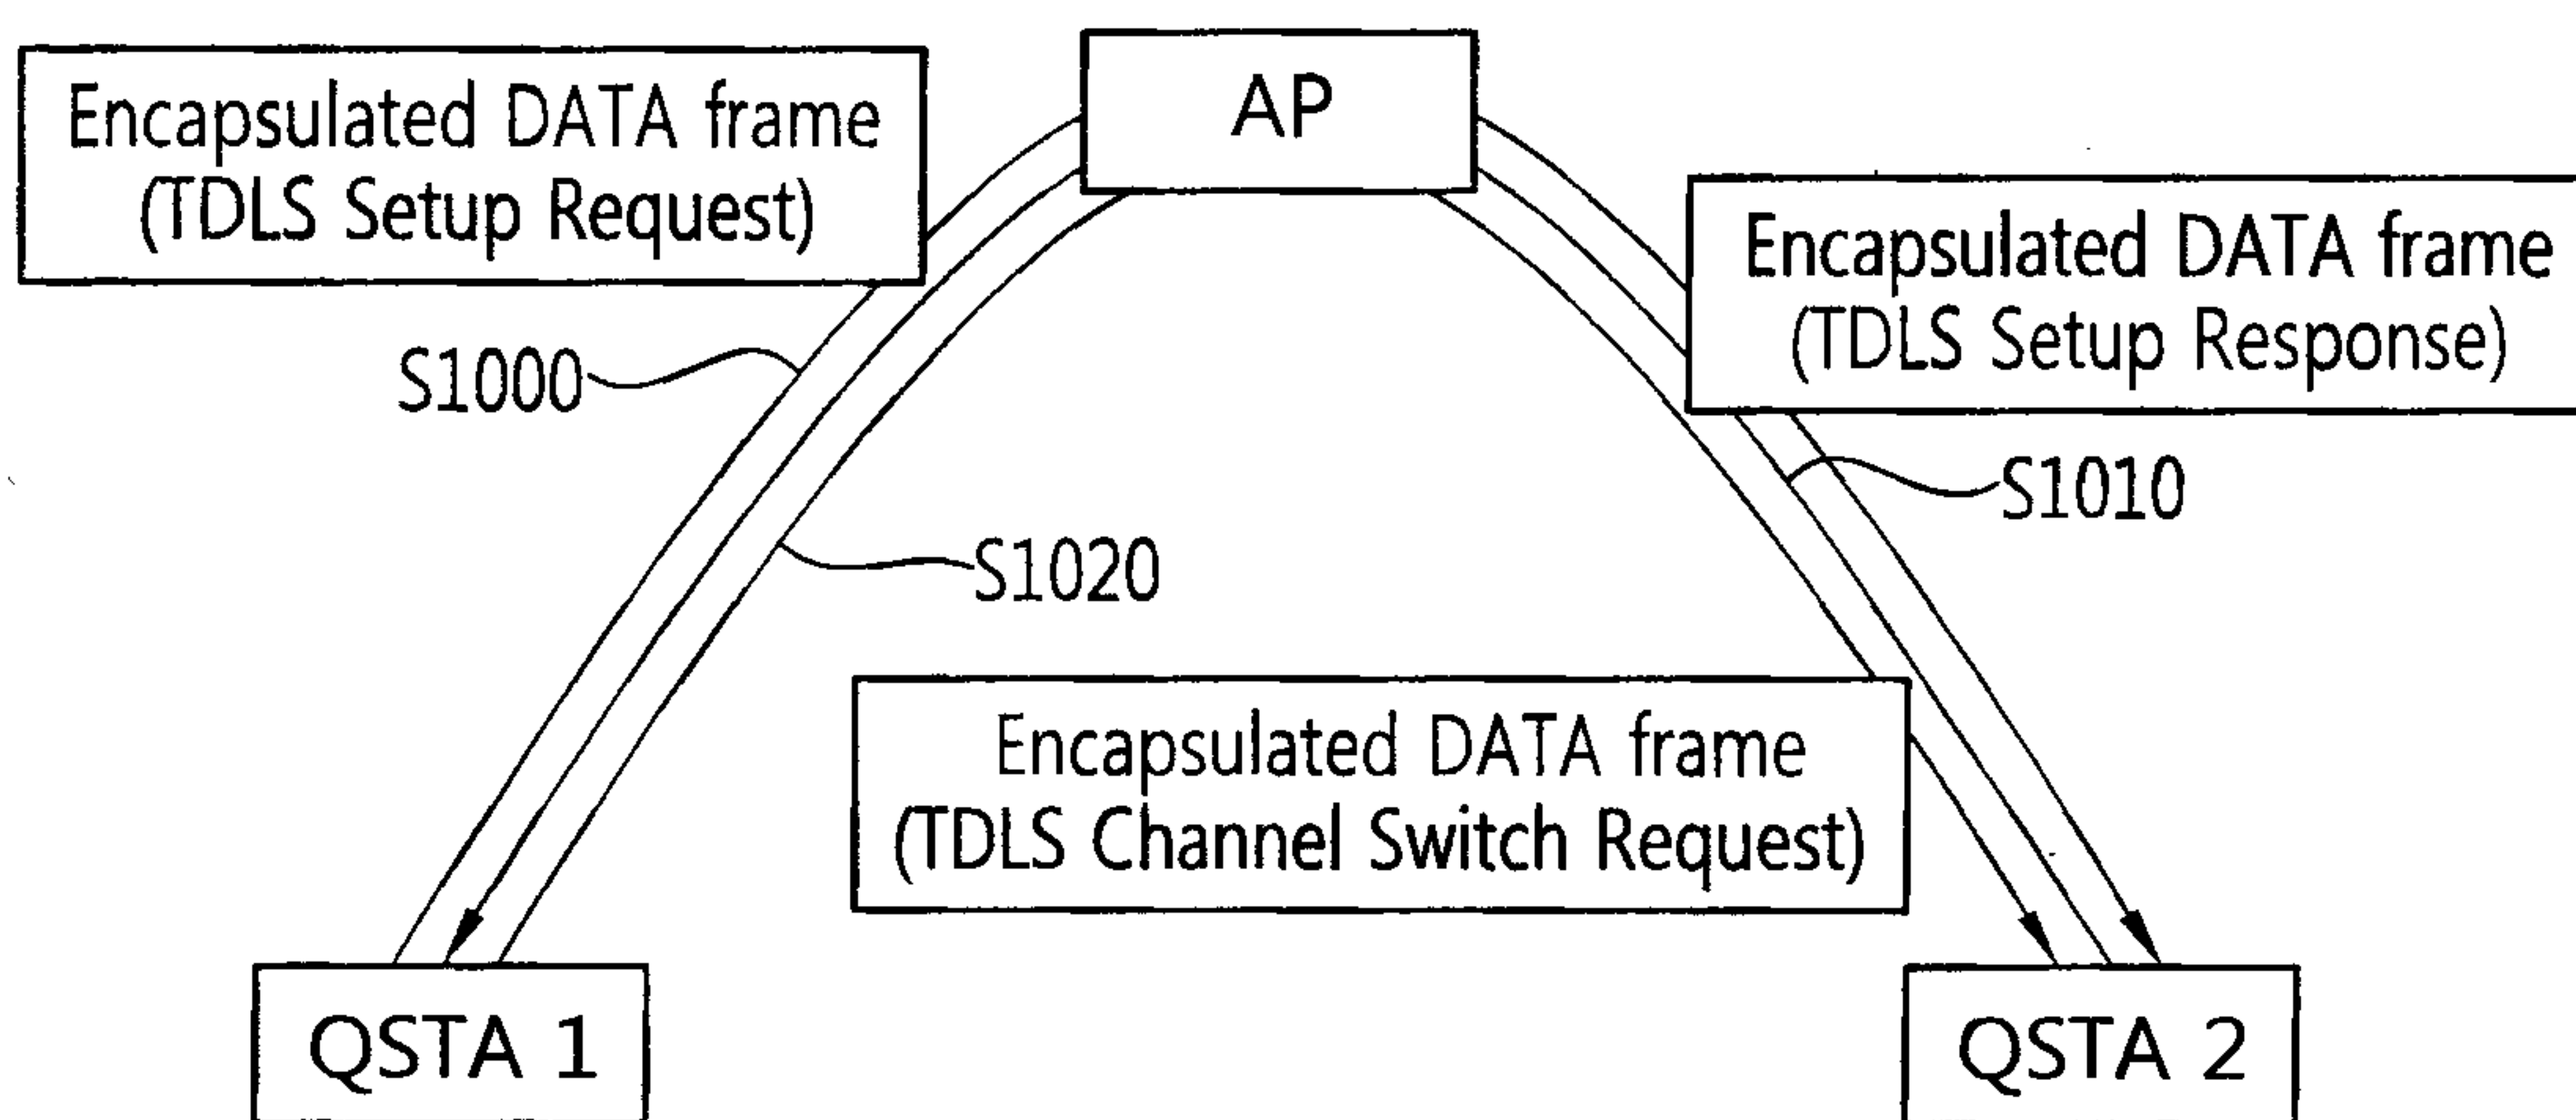 AP
Encapsulated DATA frame
(TDLS Setup Request)
Encapsulated DATA frame
(TDLS Setup Response)
S1000
S1010
S1020
Encapsulated DATA frame
(TDLS Channel Switch Request)
QSTA 1
QSTA 2